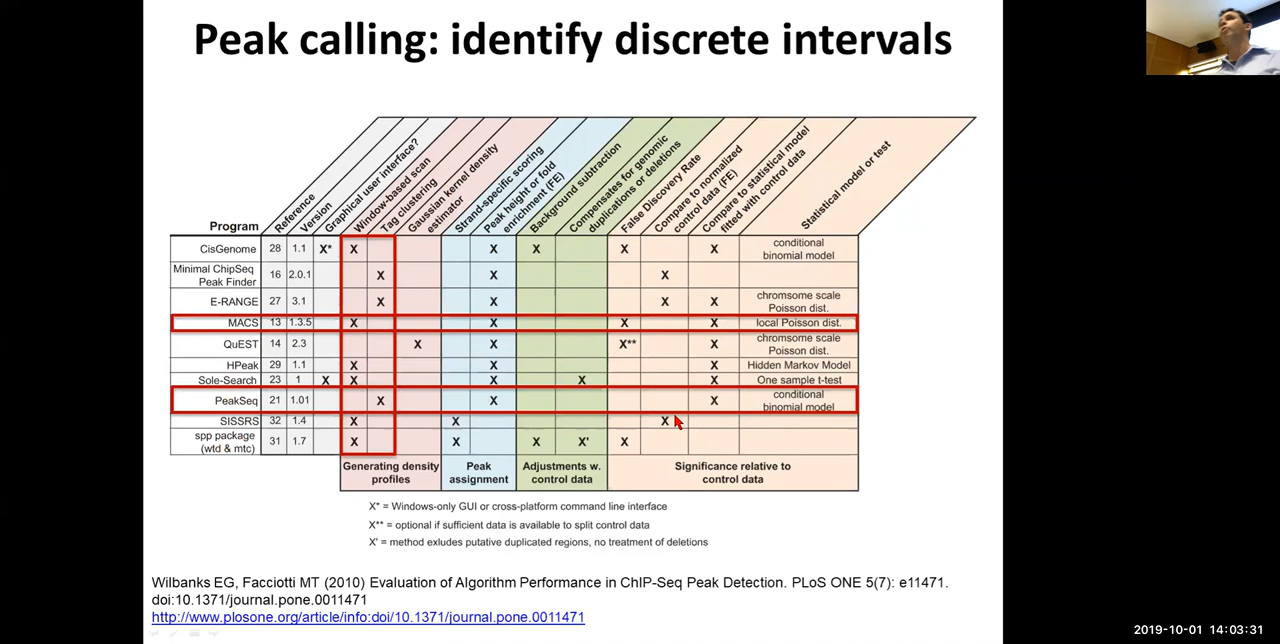 Peak calling: identify discrete intervals
Program
Reference
Version
Graphical user interface?
Window-based scan
Tag clustering
Gaussian kernel density
estimator
Strand-specific scoring
Peak height or fold
enrichment (FE)
Background subtraction
Compensates for genomic
duplications or deletions
False Discovery Rate
Compare to normalized
control data (FE)
Compare to statistical model
fitted with control data
Statistical model or test
CisGenome 28 1.1 X* X X X X X conditional
binomial model
Minimal ChipSeq
Peak Finder 16 2.0.1 X X X
E-RANGE 27 3.1 X X X X chromsome scale
Poisson dist.
MACS 13 1.3.5 X X X X local Poisson dist.
QuEST 14 2.3 X X X** X chromsome scale
Poisson dist.
HPeak 29 1.1 X X X Hidden Markov Model
Sole-Search 23 1 X X X X X One sample t-test
PeakSeq 21 1.01 X X X conditional
binomial model
SISSRS 32 1.4 X X X
spp package
(wtd & mtc) 31 1.7 X X X X' X
Generating density
profiles
Peak
assignment
Adjustments w.
control data
Significance relative to
control data
X* = Windows-only GUI or cross-platform command line interface
X** = optional if sufficient data is available to split control data
X' = method exludes putative duplicated regions, no treatment of deletions
Wilbanks EG, Facciotti MT (2010) Evaluation of Algorithm Performance in ChIP-Seq Peak Detection. PLoS ONE 5(7): e11471.
doi:10.1371/journal.pone.0011471
http://www.plosone.org/article/info:doi/10.1371/journal.pone.0011471
2019-10-01 14:03:31